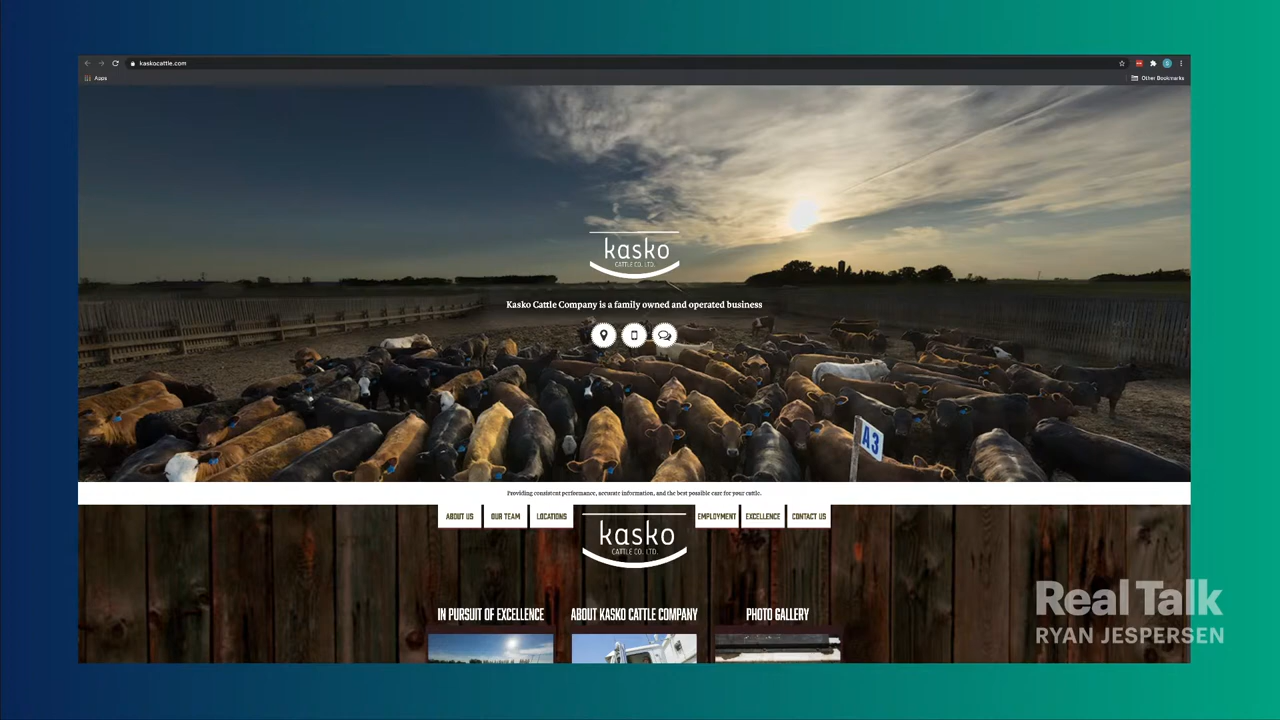 kaskocattle.com
Apps
Other Bookmarks
kasko
CATTLE CO. LTD.
Kasko Cattle Company is a family owned and operated business
A3
Providing consistent performance, accurate information, and the best possible care for your cattle.
ABOUT US
OUR TEAM
LOCATIONS
kasko
CATTLE CO. LTD.
EMPLOYMENT
EXCELLENCE
CONTACT US
IN PURSUIT OF EXCELLENCE
ABOUT KASKO CATTLE COMPANY
PHOTO GALLERY
Real Talk
RYAN JESPERSEN